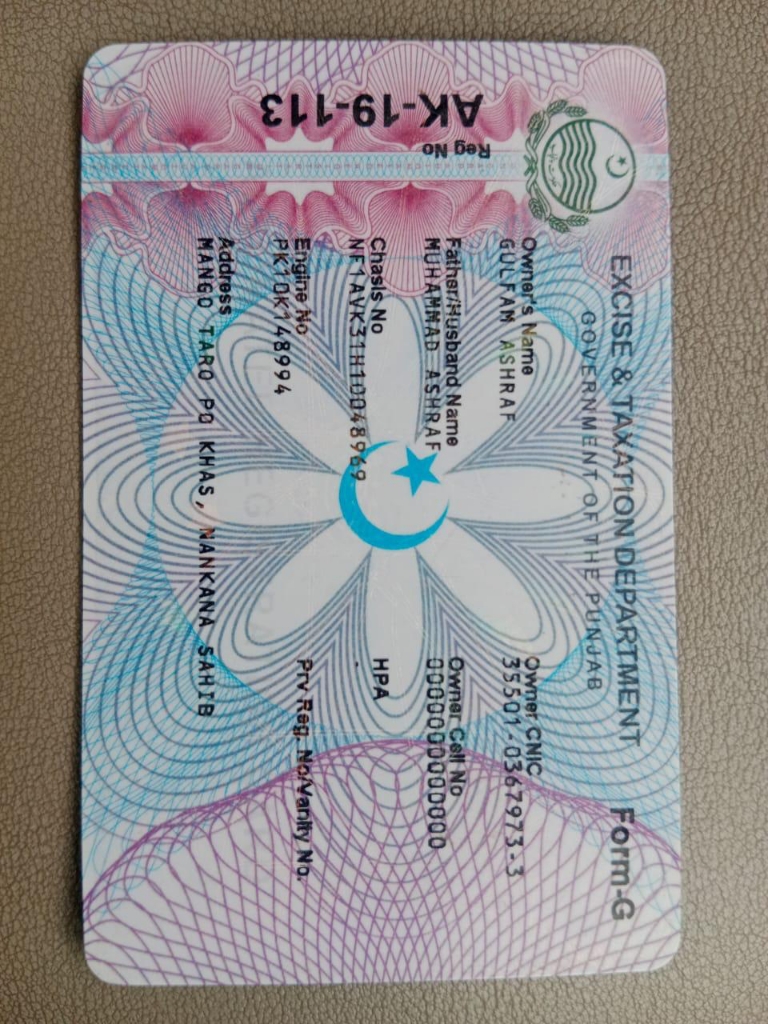 EXCISE & TAXATION DEPARTMENT Form-G
GOVERNMENT OF THE PUNJAB
Reg No
AK-19-113
Owner's Name Owner CNIC
GULFAM ASHRAF 35501-0367973-3
Father/Husband Name Owner Cell No
MUHAMMAD ASHRAF 0000000000000
Chasis No HPA
NF1AVK31H10048969 .
Engine No Prv Reg. No/Vanity No.
PK10K148994
Address
MANGO TARO PO KHAS, NANKANA SAHIB